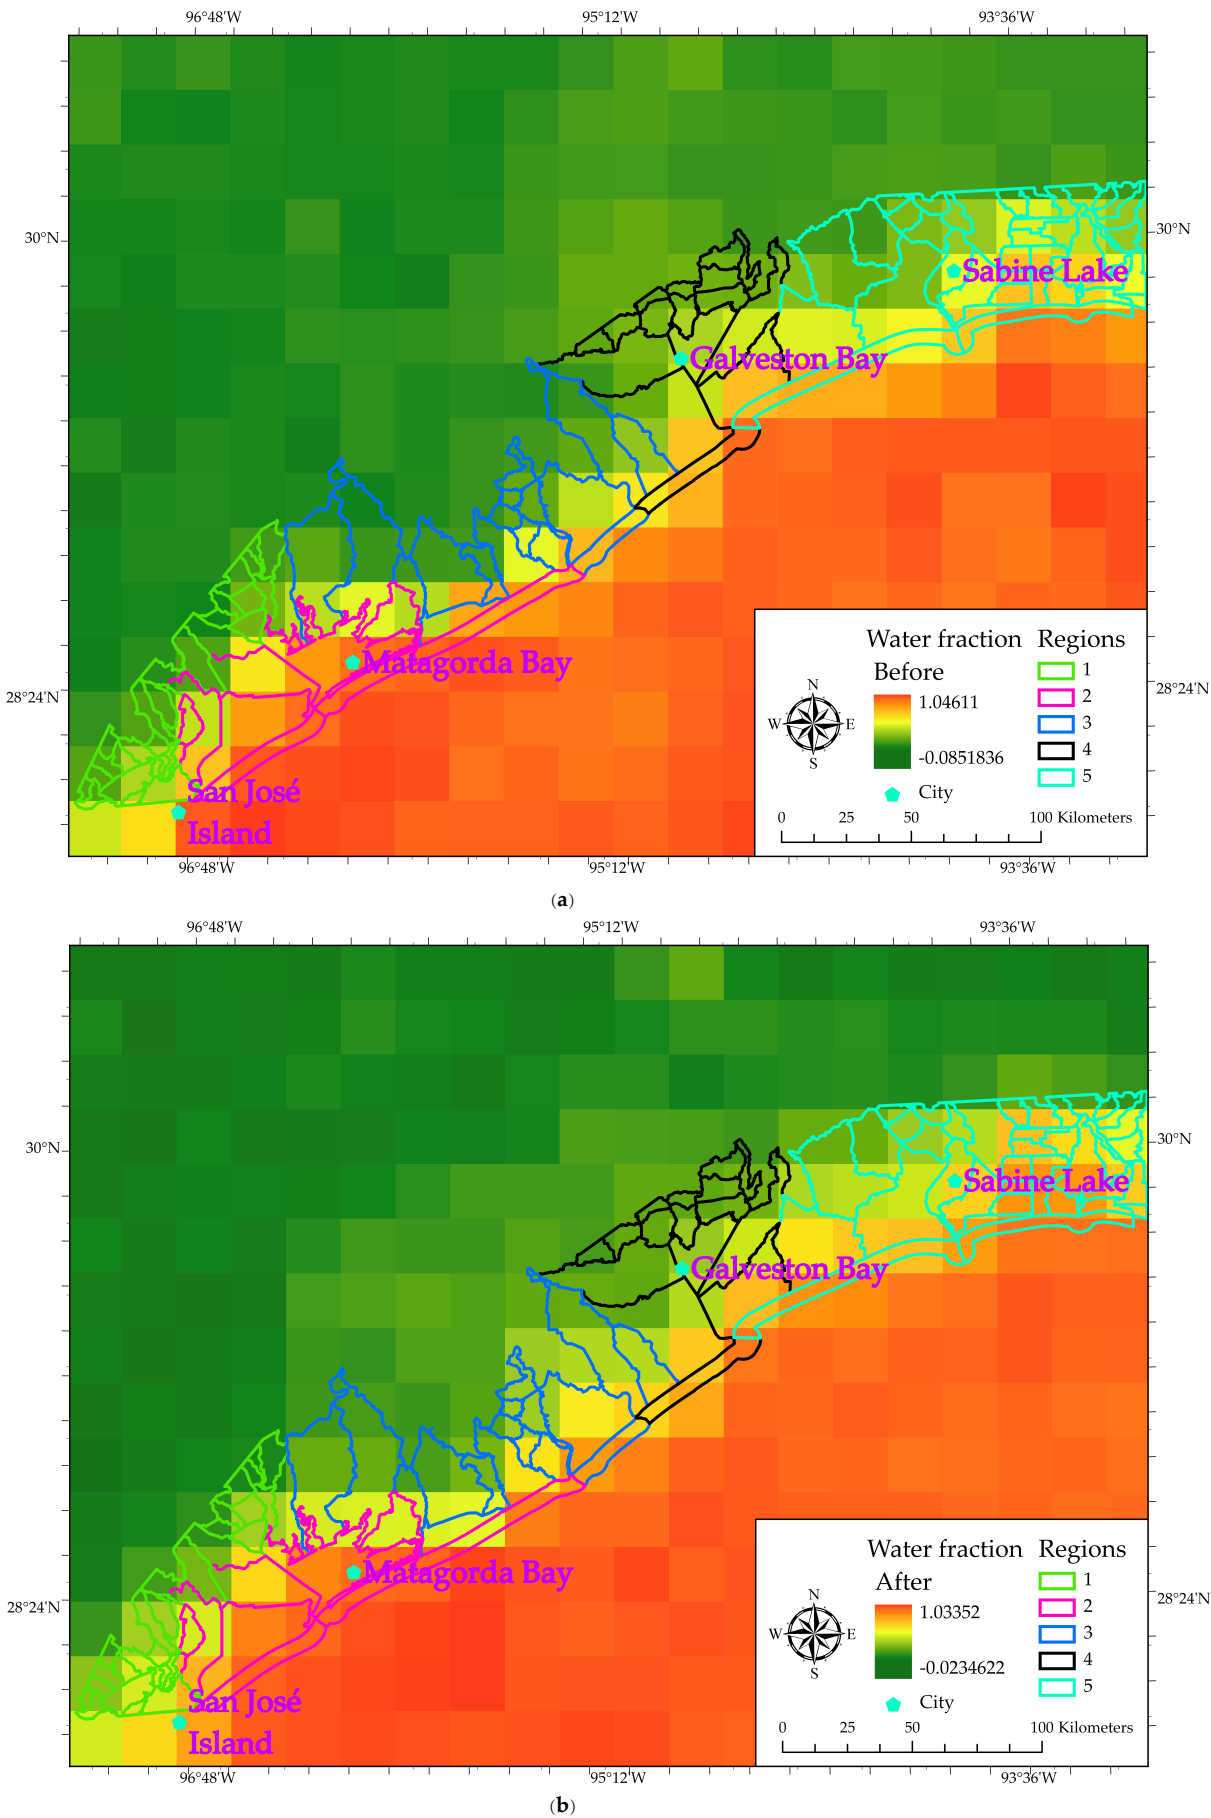 96°48'W 95°12'W 93°36'W
30°N 30°N
Sabine Lake
Galveston Bay
Matagorda Bay
28°24'N 28°24'N
San José
Island
Water fraction Regions
Before
1.04611
-0.0851836
City
1
2
3
4
5
N
W E
S
0 25 50 100 Kilometers
96°48'W 95°12'W 93°36'W
(a)
96°48'W 95°12'W 93°36'W
30°N 30°N
Sabine Lake
Galveston Bay
Matagorda Bay
28°24'N 28°24'N
San José
Island
Water fraction Regions
After
1.03352
-0.0234622
City
1
2
3
4
5
N
W E
S
0 25 50 100 Kilometers
96°48'W 95°12'W 93°36'W
(b)